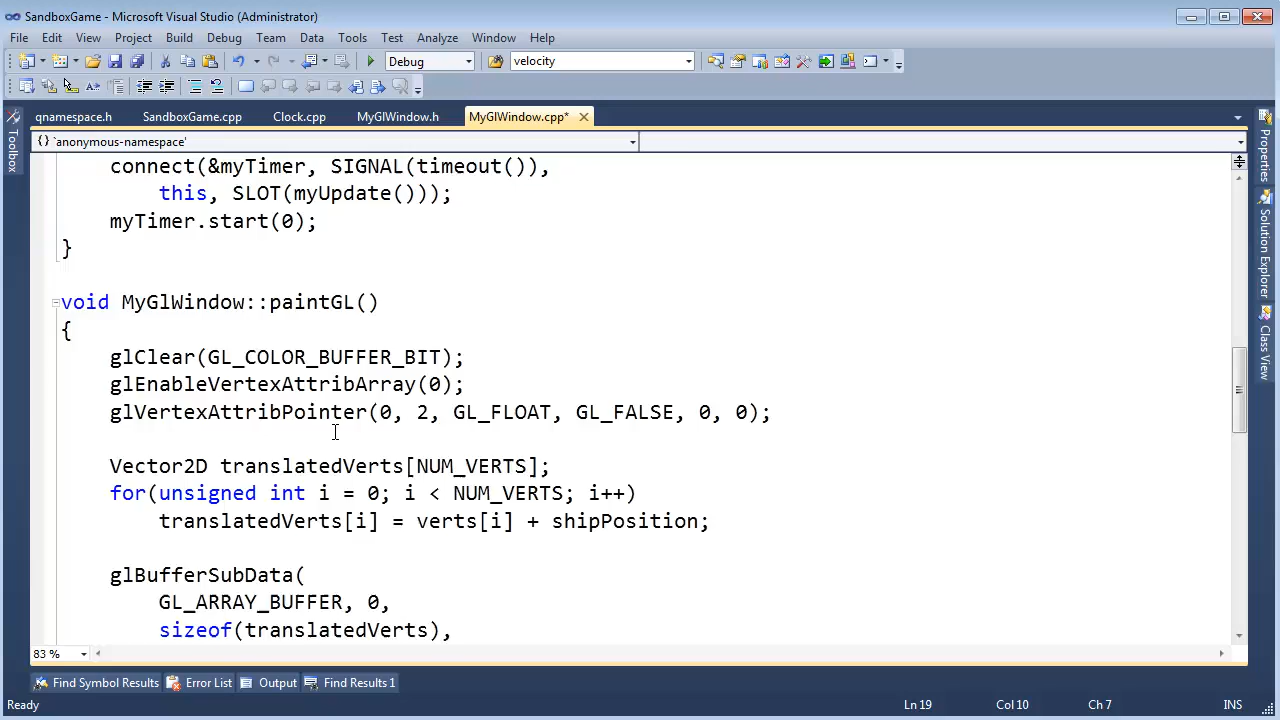 SandboxGame - Microsoft Visual Studio (Administrator)
File Edit View Project Build Debug Team Data Tools Test Analyze Window Help
Debug velocity
qnamespace.h SandboxGame.cpp Clock.cpp MyGlWindow.h MyGlWindow.cpp*
{} `anonymous-namespace'
Toolbox
Properties
Solution Explorer
Class View
connect(&myTimer, SIGNAL(timeout()),
this, SLOT(myUpdate()));
myTimer.start(0);
}
void MyGlWindow::paintGL()
{
glClear(GL_COLOR_BUFFER_BIT);
glEnableVertexAttribArray(0);
glVertexAttribPointer(0, 2, GL_FLOAT, GL_FALSE, 0, 0);
Vector2D translatedVerts[NUM_VERTS];
for(unsigned int i = 0; i < NUM_VERTS; i++)
translatedVerts[i] = verts[i] + shipPosition;
glBufferSubData(
GL_ARRAY_BUFFER, 0,
sizeof(translatedVerts),
83 %
Find Symbol Results Error List Output Find Results 1
Ready Ln 19 Col 10 Ch 7 INS